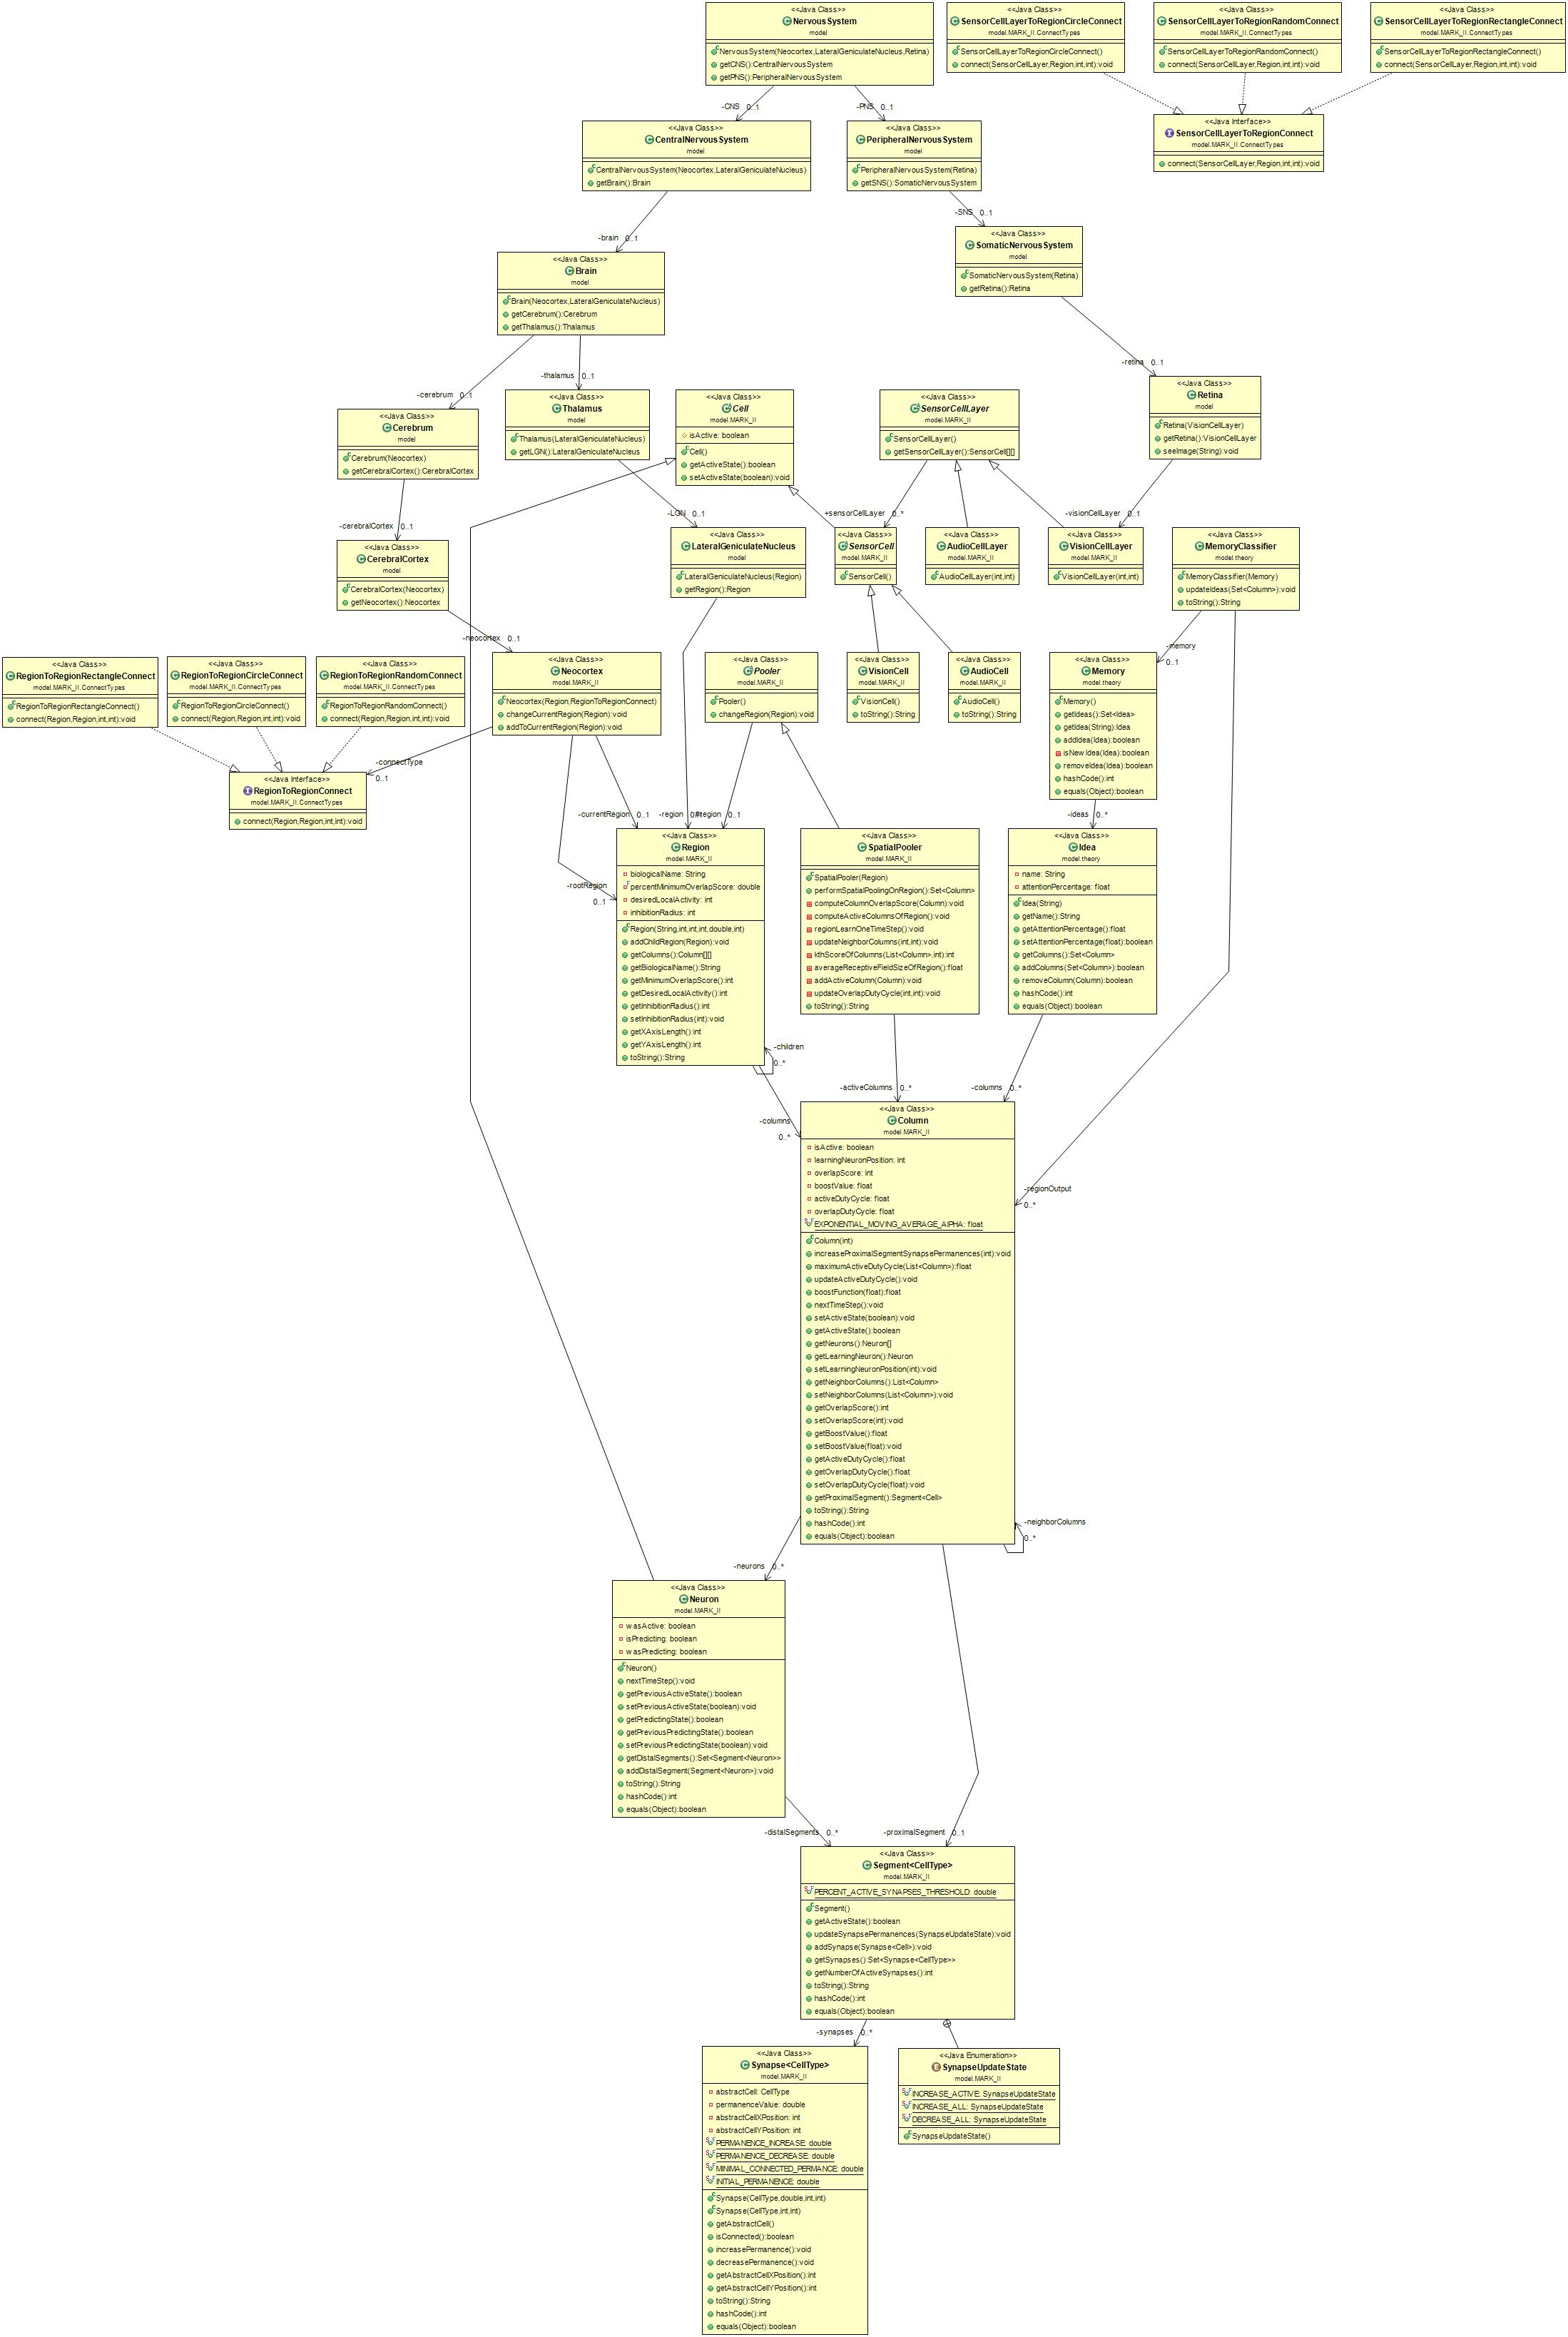 <<Java Class>>
NervousSystem
model
NervousSystem(Neocortex,LateralGeniculateNucleus,Retina)
getCNS():CentralNervousSystem
getPNS():PeripheralNervousSystem
<<Java Class>>
SensorCellLayerToRegionCircleConnect
model.MARK_II.ConnectTypes
SensorCellLayerToRegionCircleConnect()
connect(SensorCellLayer,Region,int,int):void
<<Java Class>>
SensorCellLayerToRegionRandomConnect
model.MARK_II.ConnectTypes
SensorCellLayerToRegionRandomConnect()
connect(SensorCellLayer,Region,int,int):void
<<Java Class>>
SensorCellLayerToRegionRectangleConnect
model.MARK_II.ConnectTypes
SensorCellLayerToRegionRectangleConnect()
connect(SensorCellLayer,Region,int,int):void
-CNS 0..1
-PNS 0..1
<<Java Class>>
CentralNervousSystem
model
CentralNervousSystem(Neocortex,LateralGeniculateNucleus)
getBrain():Brain
<<Java Class>>
PeripheralNervousSystem
model
PeripheralNervousSystem(Retina)
getSNS():SomaticNervousSystem
<<Java Interface>>
SensorCellLayerToRegionConnect
model.MARK_II.ConnectTypes
connect(SensorCellLayer,Region,int,int):void
-brain 0..1
-SNS 0..1
<<Java Class>>
Brain
model
Brain(Neocortex,LateralGeniculateNucleus)
getCerebrum():Cerebrum
getThalamus():Thalamus
<<Java Class>>
SomaticNervousSystem
model
SomaticNervousSystem(Retina)
getRetina():Retina
-cerebrum 0..1
-thalamus 0..1
-retina 0..1
<<Java Class>>
Cerebrum
model
Cerebrum(Neocortex)
getCerebralCortex():CerebralCortex
<<Java Class>>
Thalamus
model
Thalamus(LateralGeniculateNucleus)
getLGN():LateralGeniculateNucleus
<<Java Class>>
Cell
model.MARK_II
isActive: boolean
Cell()
getActiveState():boolean
setActiveState(boolean):void
<<Java Class>>
SensorCellLayer
model.MARK_II
SensorCellLayer()
getSensorCellLayer():SensorCell[][]
<<Java Class>>
Retina
model
Retina(VisionCellLayer)
getRetina():VisionCellLayer
seeImage(String):void
-cerebralCortex 0..1
-LGN 0..1
+sensorCellLayer 0..*
-visionCellLayer 0..1
<<Java Class>>
CerebralCortex
model
CerebralCortex(Neocortex)
getNeocortex():Neocortex
<<Java Class>>
LateralGeniculateNucleus
model
LateralGeniculateNucleus(Region)
getRegion():Region
<<Java Class>>
SensorCell
model.MARK_II
SensorCell()
<<Java Class>>
AudioCellLayer
model.MARK_II
AudioCellLayer(int,int)
<<Java Class>>
VisionCellLayer
model.MARK_II
VisionCellLayer(int,int)
<<Java Class>>
MemoryClassifier
model.theory
MemoryClassifier(Memory)
updateIdeas(Set<Column>):void
toString():String
-neocortex 0..1
-memory
0..1
<<Java Class>>
RegionToRegionRectangleConnect
model.MARK_II.ConnectTypes
RegionToRegionRectangleConnect()
connect(Region,Region,int,int):void
<<Java Class>>
RegionToRegionCircleConnect
model.MARK_II.ConnectTypes
RegionToRegionCircleConnect()
connect(Region,Region,int,int):void
<<Java Class>>
RegionToRegionRandomConnect
model.MARK_II.ConnectTypes
RegionToRegionRandomConnect()
connect(Region,Region,int,int):void
<<Java Class>>
Neocortex
model.MARK_II
Neocortex(Region,RegionToRegionConnect)
changeCurrentRegion(Region):void
addToCurrentRegion(Region):void
<<Java Class>>
Pooler
model.MARK_II
Pooler()
changeRegion(Region):void
<<Java Class>>
VisionCell
model.MARK_II
VisionCell()
toString():String
<<Java Class>>
AudioCell
model.MARK_II
AudioCell()
toString():String
<<Java Class>>
Memory
model.theory
Memory()
getIdeas():Set<Idea>
getIdea(String):Idea
addIdea(Idea):boolean
isNewIdea(Idea):boolean
removeIdea(Idea):boolean
hashCode():int
equals(Object):boolean
-connectType
0..1
<<Java Interface>>
RegionToRegionConnect
model.MARK_II.ConnectTypes
connect(Region,Region,int,int):void
-currentRegion 0..1
-region 0..1
#region 0..1
-ideas 0..*
-rootRegion
0..1
<<Java Class>>
Region
model.MARK_II
biologicalName: String
percentMinimumOverlapScore: double
desiredLocalActivity: int
inhibitionRadius: int
Region(String,int,int,int,double,int)
addChildRegion(Region):void
getColumns():Column[][]
getBiologicalName():String
getMinimumOverlapScore():int
getDesiredLocalActivity():int
getInhibitionRadius():int
setInhibitionRadius(int):void
getXAxisLength():int
getYAxisLength():int
toString():String
<<Java Class>>
SpatialPooler
model.MARK_II
SpatialPooler(Region)
performSpatialPoolingOnRegion():Set<Column>
computeColumnOverlapScore(Column):void
computeActiveColumnsOfRegion():void
regionLearnOneTimeStep():void
updateNeighborColumns(int,int):void
kthScoreOfColumns(List<Column>,int):int
averageReceptiveFieldSizeOfRegion():float
addActiveColumn(Column):void
updateOverlapDutyCycle(int,int):void
toString():String
<<Java Class>>
Idea
model.theory
name: String
attentionPercentage: float
Idea(String)
getName():String
getAttentionPercentage():float
setAttentionPercentage(float):boolean
getColumns():Set<Column>
addColumns(Set<Column>):boolean
removeColumn(Column):boolean
hashCode():int
equals(Object):boolean
-children
0..*
-columns
0..*
-activeColumns 0..*
-columns 0..*
-regionOutput
0..*
<<Java Class>>
Column
model.MARK_II
isActive: boolean
learningNeuronPosition: int
overlapScore: int
boostValue: float
activeDutyCycle: float
overlapDutyCycle: float
EXPONENTIAL_MOVING_AVERAGE_AlPHA: float
Column(int)
increaseProximalSegmentSynapsePermanences(int):void
maximumActiveDutyCycle(List<Column>):float
updateActiveDutyCycle():void
boostFunction(float):float
nextTimeStep():void
setActiveState(boolean):void
getActiveState():boolean
getNeurons():Neuron[]
getLearningNeuron():Neuron
setLearningNeuronPosition(int):void
getNeighborColumns():List<Column>
setNeighborColumns(List<Column>):void
getOverlapScore():int
setOverlapScore(int):void
getBoostValue():float
setBoostValue(float):void
getActiveDutyCycle():float
getOverlapDutyCycle():float
setOverlapDutyCycle(float):void
getProximalSegment():Segment<Cell>
toString():String
hashCode():int
equals(Object):boolean
-neighborColumns
0..*
-neurons 0..*
<<Java Class>>
Neuron
model.MARK_II
wasActive: boolean
isPredicting: boolean
wasPredicting: boolean
Neuron()
nextTimeStep():void
getPreviousActiveState():boolean
setPreviousActiveState(boolean):void
getPredictingState():boolean
getPreviousPredictingState():boolean
setPreviousPredictingState(boolean):void
getDistalSegments():Set<Segment<Neuron>>
addDistalSegment(Segment<Neuron>):void
toString():String
hashCode():int
equals(Object):boolean
-distalSegments 0..*
-proximalSegment 0..1
<<Java Class>>
Segment<CellType>
model.MARK_II
PERCENT_ACTIVE_SYNAPSES_THRESHOLD: double
Segment()
getActiveState():boolean
updateSynapsePermanences(SynapseUpdateState):void
addSynapse(Synapse<Cell>):void
getSynapses():Set<Synapse<CellType>>
getNumberOfActiveSynapses():int
toString():String
hashCode():int
equals(Object):boolean
-synapses 0..*
<<Java Class>>
Synapse<CellType>
model.MARK_II
abstractCell: CellType
permanenceValue: double
abstractCellXPosition: int
abstractCellYPosition: int
PERMANENCE_INCREASE: double
PERMANENCE_DECREASE: double
MINIMAL_CONNECTED_PERMANCE: double
INITIAL_PERMANENCE: double
Synapse(CellType,double,int,int)
Synapse(CellType,int,int)
getAbstractCell()
isConnected():boolean
increasePermanence():void
decreasePermanence():void
getAbstractCellXPosition():int
getAbstractCellYPosition():int
toString():String
hashCode():int
equals(Object):boolean
<<Java Enumeration>>
SynapseUpdateState
model.MARK_II
INCREASE_ACTIVE: SynapseUpdateState
INCREASE_ALL: SynapseUpdateState
DECREASE_ALL: SynapseUpdateState
SynapseUpdateState()